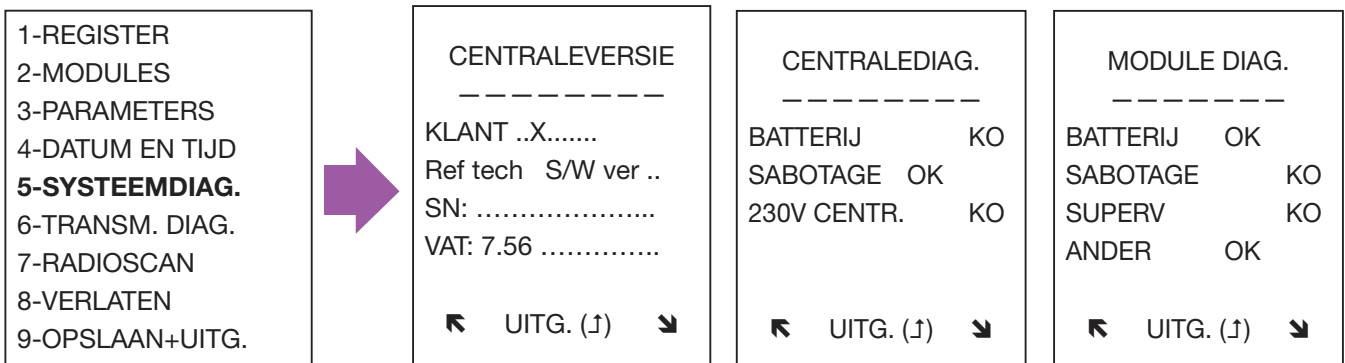 1-REGISTER
2-MODULES
3-PARAMETERS
4-DATUM EN TIJD
5-SYSTEEMDIAG.
6-TRANSM. DIAG.
7-RADIOSCAN
8-VERLATEN
9-OPSLAAN+UITG.
CENTRALEVERSIE
————————
KLANT ..X.......
Ref tech S/W ver ..
SN: …………………...
VAT: 7.56 …………..
↖ UITG. (⮥) ↘
CENTRALEDIAG.
————————
BATTERIJ KO
SABOTAGE OK
230V CENTR. KO
↖ UITG. (⮥) ↘
MODULE DIAG.
———————
BATTERIJ OK
SABOTAGE KO
SUPERV KO
ANDER OK
↖ UITG. (⮥) ↘